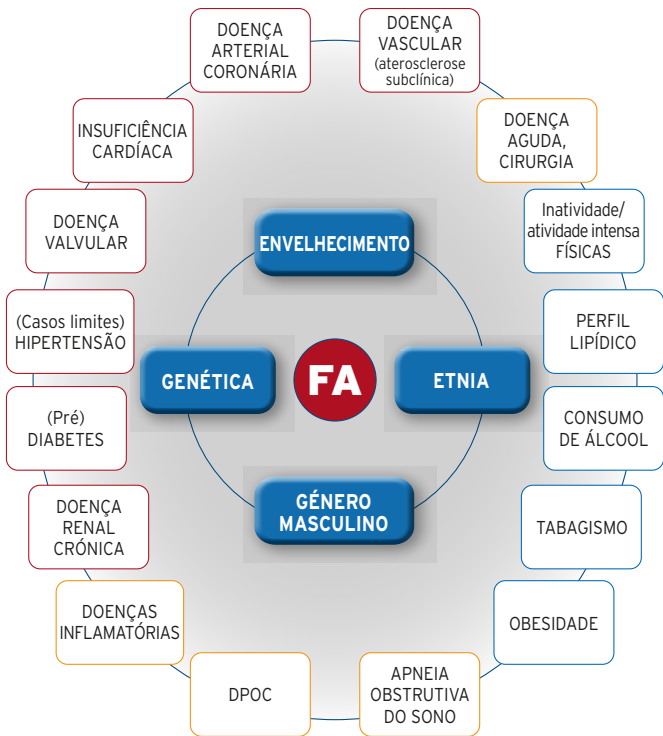 DOENÇA
ARTERIAL
CORONÁRIA
DOENÇA
VASCULAR
(aterosclerose
subclínica)
DOENÇA
AGUDA,
CIRURGIA
Inatividade/
atividade intensa
FÍSICAS
PERFIL
LIPÍDICO
CONSUMO
DE ÁLCOOL
TABAGISMO
OBESIDADE
APNEIA
OBSTRUTIVA
DO SONO
DPOC
DOENÇAS
INFLAMATÓRIAS
DOENÇA
RENAL
CRÓNICA
(Pré)
DIABETES
(Casos limites)
HIPERTENSÃO
DOENÇA
VALVULAR
INSUFICIÊNCIA
CARDÍACA
ENVELHECIMENTO
ETNIA
GÉNERO
MASCULINO
GENÉTICA
FA